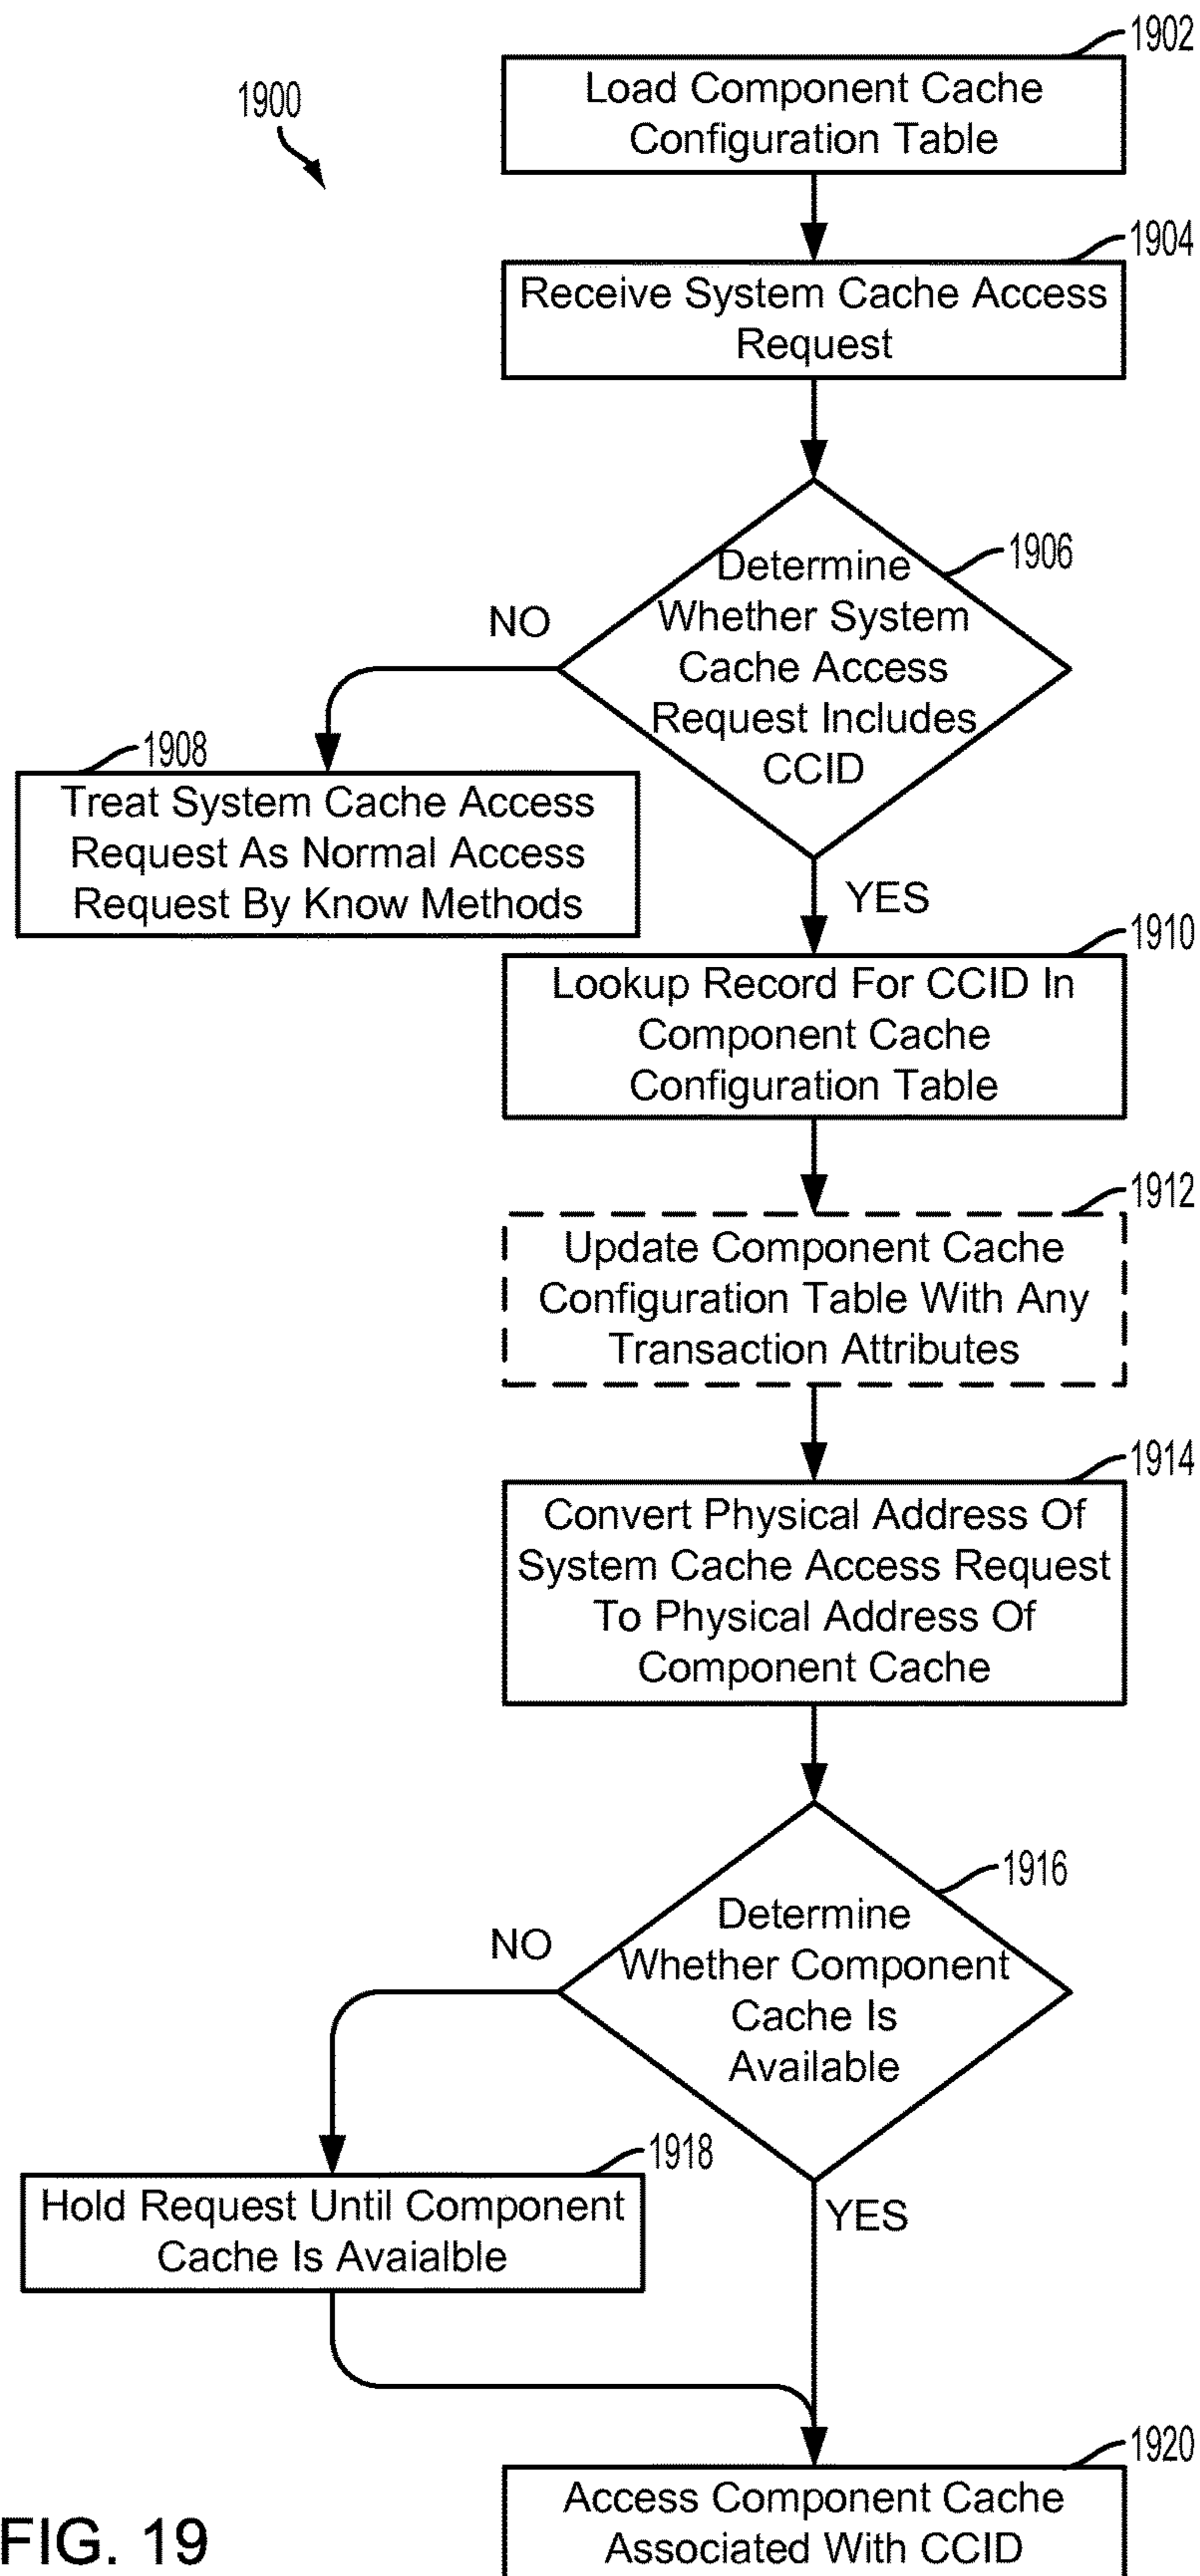 1902
Load Component Cache
Configuration Table
1900
1904
Receive System Cache Access
Request
1906
Determine
Whether System
Cache Access
Request Includes
CCID
NO
1908
Treat System Cache Access
Request As Normal Access
Request By Know Methods
YES
1910
Lookup Record For CCID In
Component Cache
Configuration Table
1912
Update Component Cache
Configuration Table With Any
Transaction Attributes
1914
Convert Physical Address Of
System Cache Access Request
To Physical Address Of
Component Cache
1916
Determine
Whether Component
Cache Is
Available
NO
1918
Hold Request Until Component
Cache Is Avaialble
YES
1920
Access Component Cache
Associated With CCID
FIG. 19